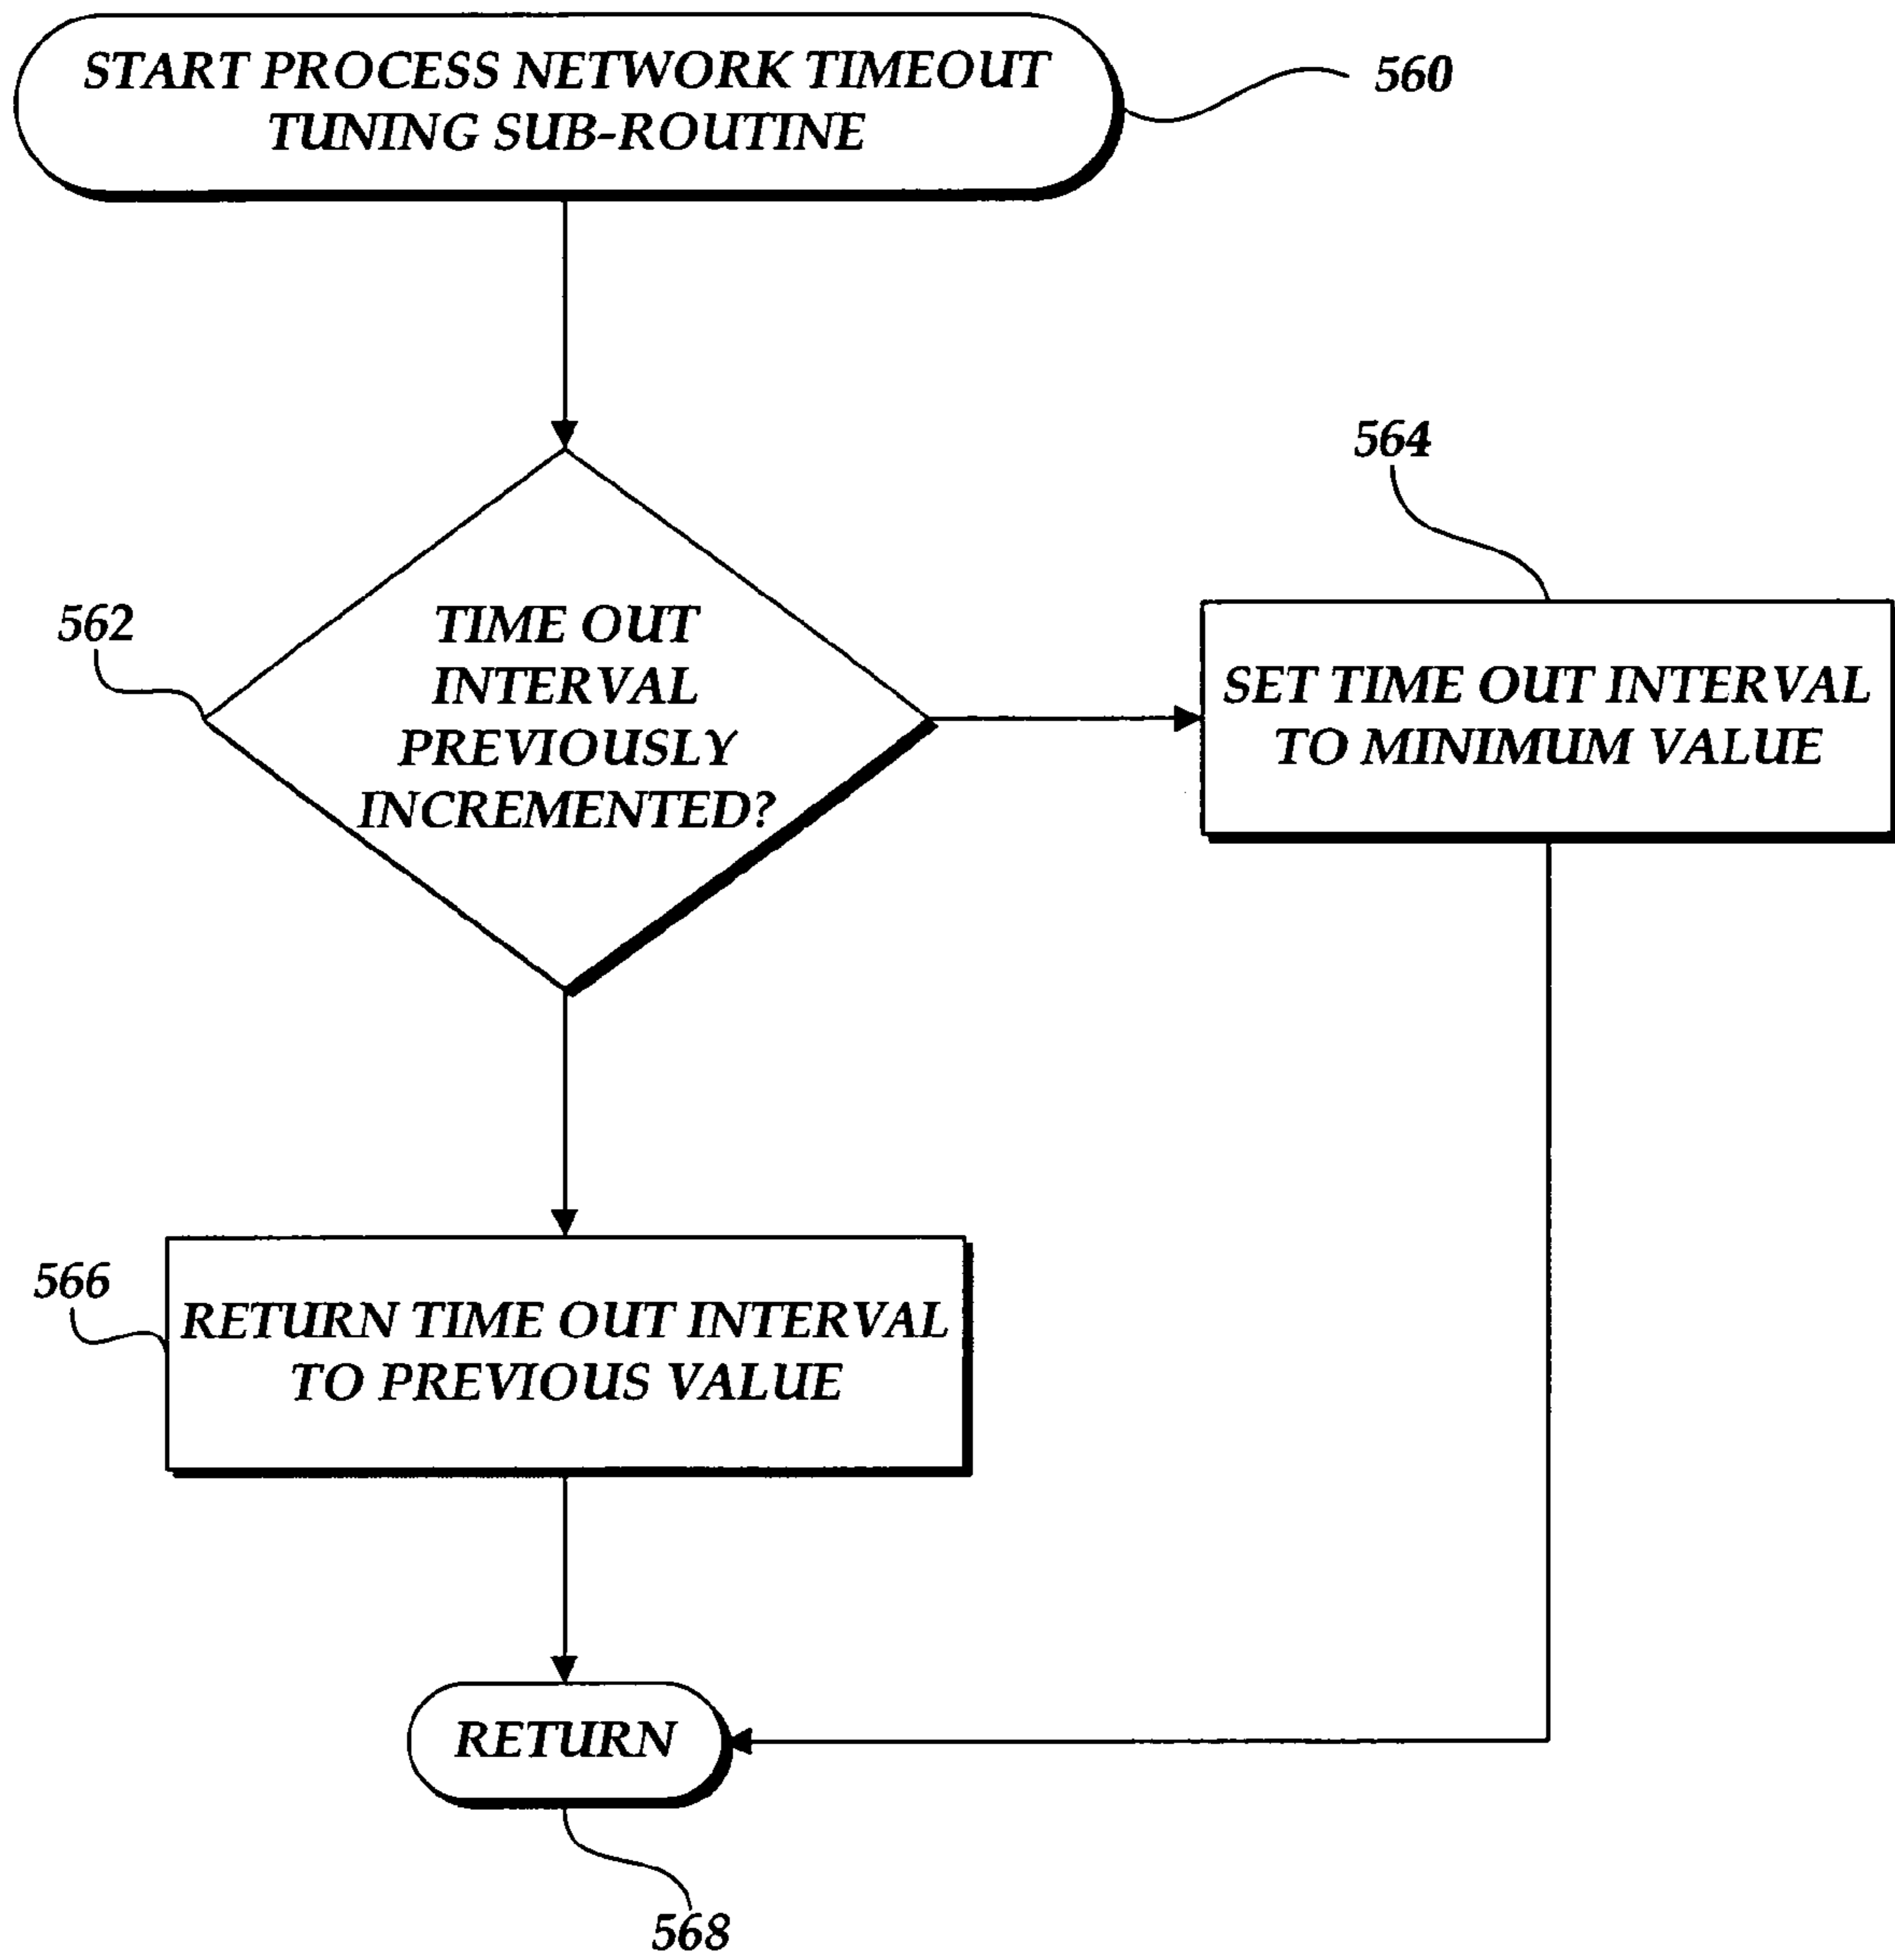 START PROCESS NETWORK TIMEOUT
TUNING SUB-ROUTINE
560
564
562
TIME OUT
INTERVAL
PREVIOUSLY
INCREMENTED?
SET TIME OUT INTERVAL
TO MINIMUM VALUE
566
RETURN TIME OUT INTERVAL
TO PREVIOUS VALUE
RETURN
568